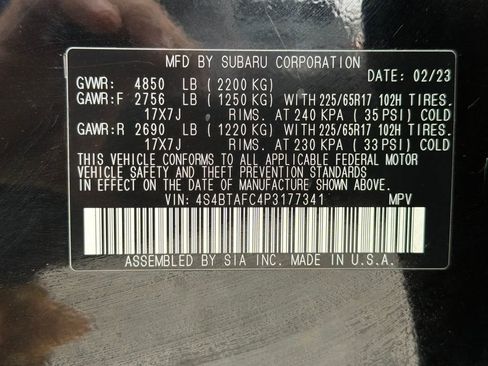 MFD BY SUBARU CORPORATION
DATE: 02/23
GVWR: 4850 LB (2200 KG)
GAWR:F 2756 LB (1250 KG) WITH 225/65R17 102H TIRES.
17X7J RIMS. AT 240 KPA (35 PSI) COLD
GAWR:R 2690 LB (1220 KG) WITH 225/65R17 102H TIRES.
17X7J RIMS. AT 230 KPA (33 PSI) COLD
THIS VEHICLE CONFORMS TO ALL APPLICABLE FEDERAL MOTOR
VEHICLE SAFETY AND THEFT PREVENTION STANDARDS
IN EFFECT ON THE DATE OF MANUFACTURE SHOWN ABOVE.
VIN: 4S4BTAFC4P3177341 MPV
ASSEMBLED BY SIA INC. MADE IN U.S.A.